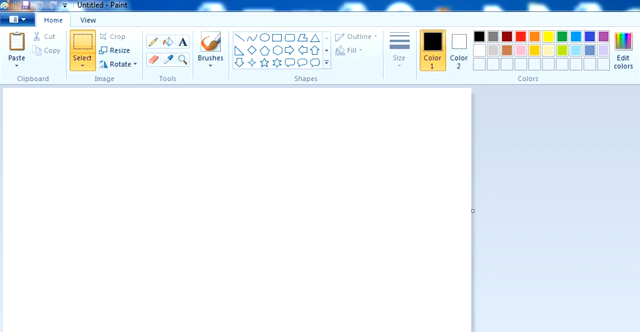 Untitled - Paint
Home View
Paste
Cut
Copy
Clipboard
Select
Crop
Resize
Rotate
Image
A
Tools
Brushes
Outline
Fill
Shapes
Size
Color 1
Color 2
Edit colors
Colors